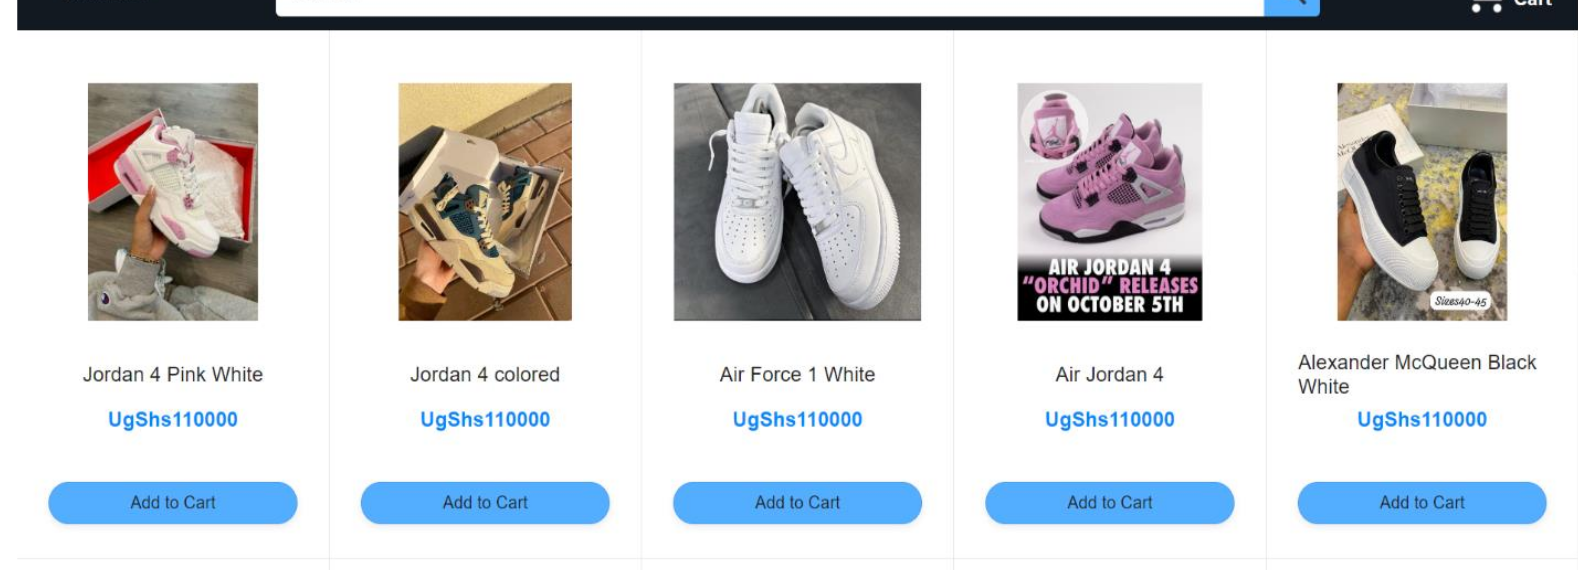 Cart
AIR JORDAN 4
"ORCHID" RELEASES
ON OCTOBER 5TH
Sizes40-45
Jordan 4 Pink White
Jordan 4 colored
Air Force 1 White
Air Jordan 4
Alexander McQueen Black
White
UgShs110000
UgShs110000
UgShs110000
UgShs110000
UgShs110000
Add to Cart
Add to Cart
Add to Cart
Add to Cart
Add to Cart